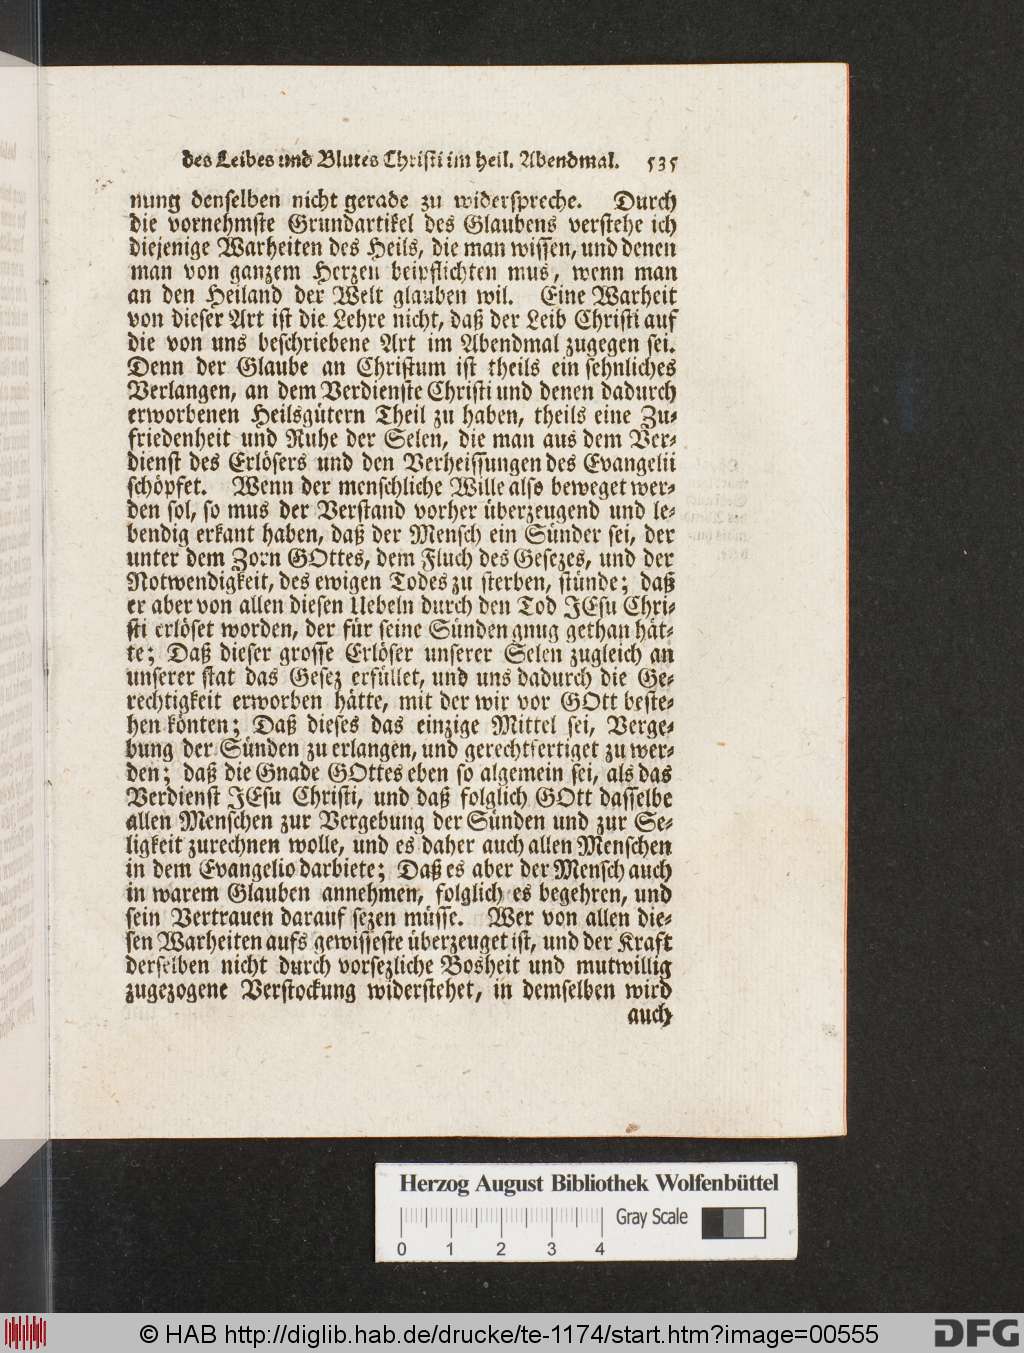 des Leibes und Blutes Christi im heil. Abendmal. 535
nung denselben nicht gerade zu widerspreche. Durch
die vornehmste Grundartikel des Glaubens verstehe ich
diejenige Warheiten des Heils, die man wissen, und denen
man von ganzem Herzen beipflichten mus, wenn man
an den Heiland der Welt glauben wil. Eine Warheit
von dieser Art ist die Lehre nicht, daß der Leib Christi auf
die von uns beschriebene Art im Abendmal zugegen sei.
Denn der Glaube an Christum ist theils ein sehnliches
Verlangen, an dem Verdienste Christi und denen dadurch
erworbenen Heilsgütern Theil zu haben, theils eine Zu-
friedenheit und Ruhe der Selen, die man aus dem Ver-
dienst des Erlösers und den Verheissungen des Evangelii
schöpfet. Wenn der menschliche Wille also beweget wer-
den sol, so mus der Verstand vorher überzeugend und le-
bendig erkant haben, daß der Mensch ein Sünder sei, der
unter dem Zorn GOttes, dem Fluch des Gesezes, und der
Notwendigkeit, des ewigen Todes zu sterben, stünde; daß
er aber von allen diesen Uebeln durch den Tod JEsu Chri-
sti erlöset worden, der für seine Sünden gnug gethan hät-
te; Daß dieser grosse Erlöser unserer Selen zugleich an
unserer stat das Gesez erfüllet, und uns dadurch die Ge-
rechtigkeit erworben hätte, mit der wir vor GOtt beste-
hen könten; Daß dieses das einzige Mittel sei, Verge-
bung der Sünden zu erlangen, und gerechtfertiget zu wer-
den; daß die Gnade GOttes eben so algemein sei, als das
Verdienst JEsu Christi, und daß folglich GOtt dasselbe
allen Menschen zur Vergebung der Sünden und zur Se-
ligkeit zurechnen wolle, und es daher auch allen Menschen
in dem Evangelio darbiete; Daß es aber der Mensch auch
in warem Glauben annehmen, folglich es begehren, und
sein Vertrauen darauf sezen müsse. Wer von allen die-
sen Warheiten aufs gewisseste überzeuget ist, und der Kraft
derselben nicht durch vorsezliche Bosheit und mutwillig
zugezogene Verstockung widerstehet, in demselben wird
auch
Herzog August Bibliothek Wolfenbüttel
Gray Scale
0 1 2 3 4
© HAB http://diglib.hab.de/drucke/te-1174/start.htm?image=00555
DFG